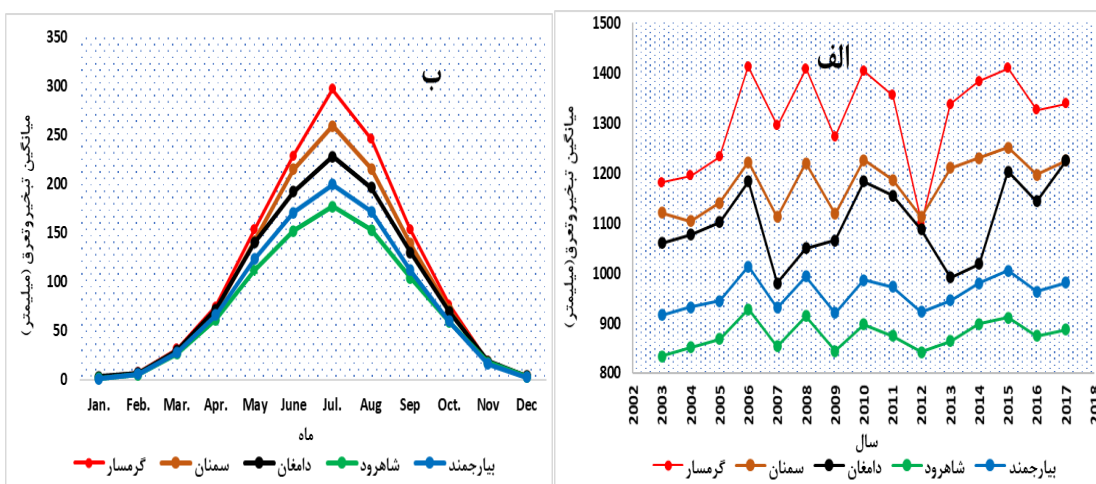 ب
میانگین تبخیروتعرق (میلیمتر)
350
300
250
200
150
100
50
0
Jan. Feb. Mar. Apr. May June Jul. Aug Sep Oct. Nov Dec
ماه
گرمسار سمنان دامغان شاهرود بیارجمند
الف
میانگین تبخیروتعرق(میلیمتر)
1500
1400
1300
1200
1100
1000
900
800
2002 2003 2004 2005 2006 2007 2008 2009 2010 2011 2012 2013 2014 2015 2016 2017 2018
سال
گرمسار سمنان دامغان شاهرود بیارجمند